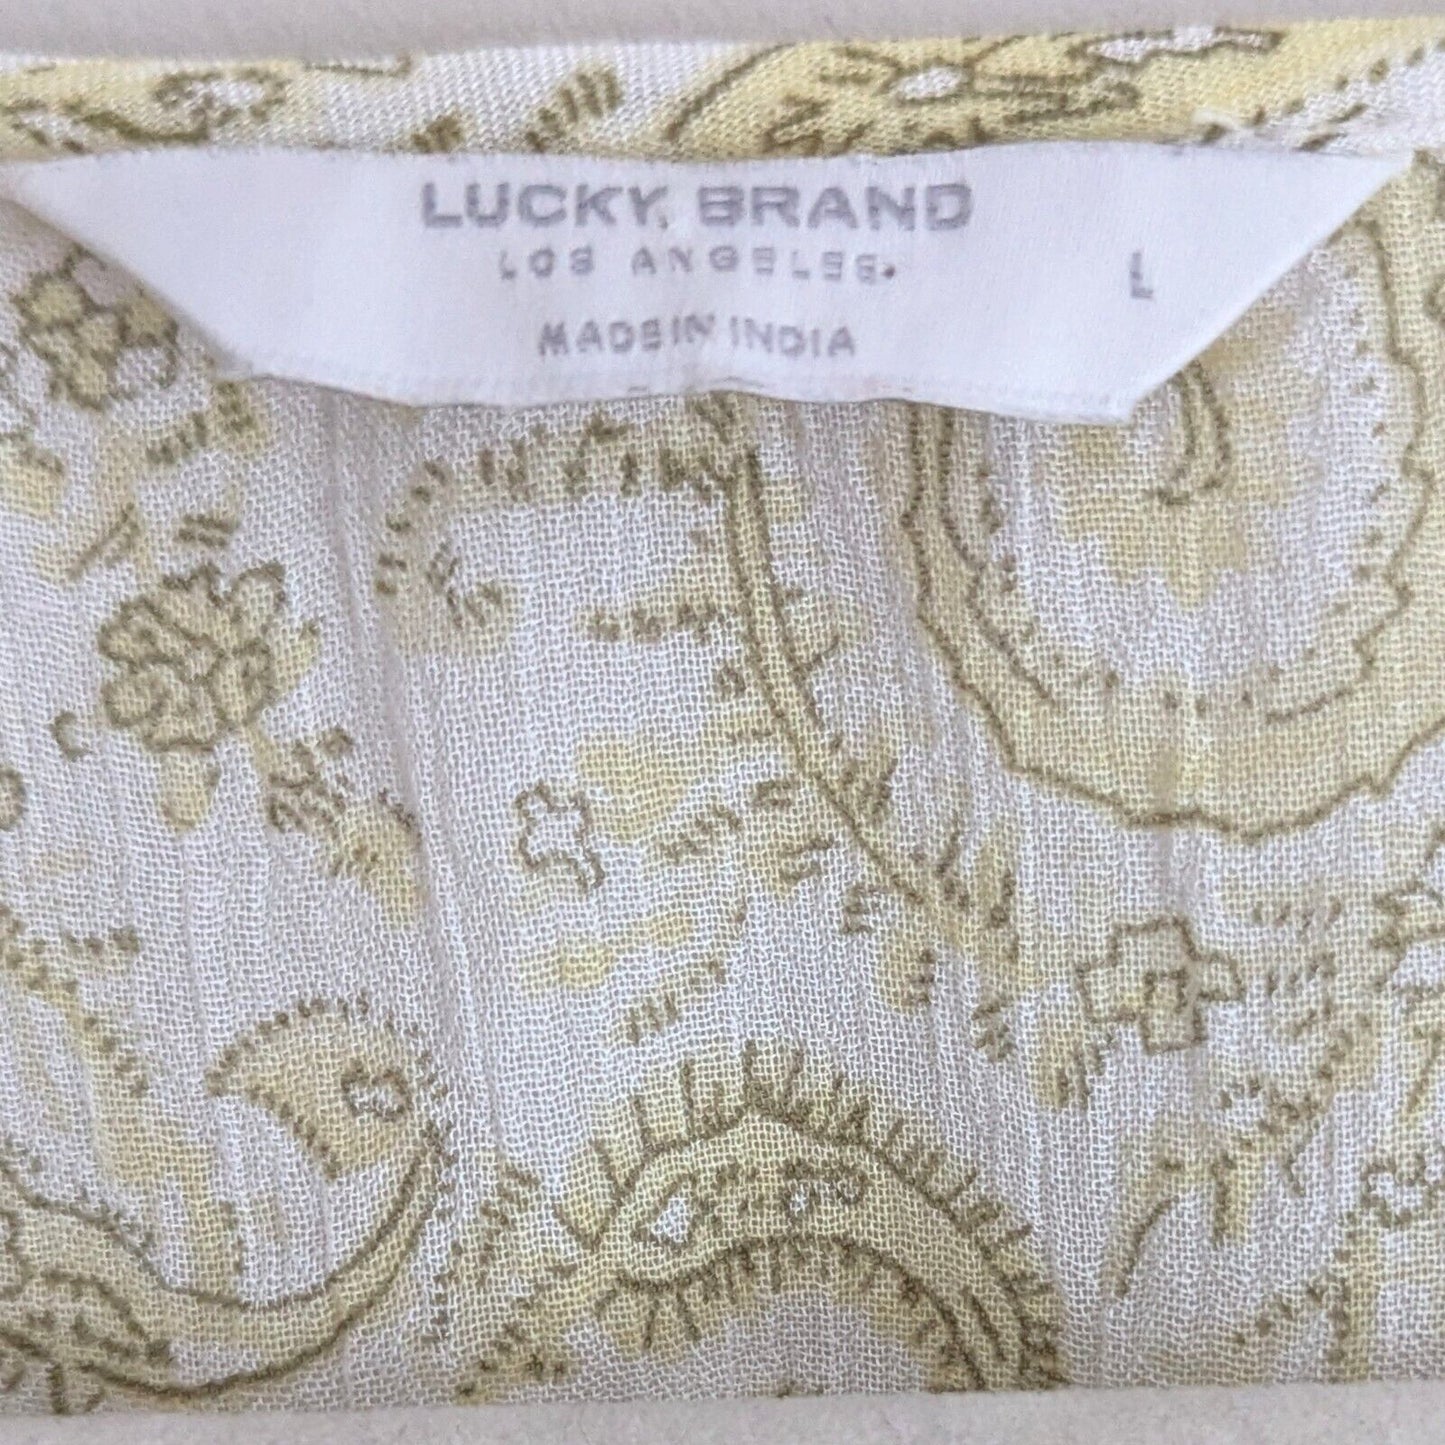 LUCKY BRAND
LOS ANGELES
L
MADE IN INDIA